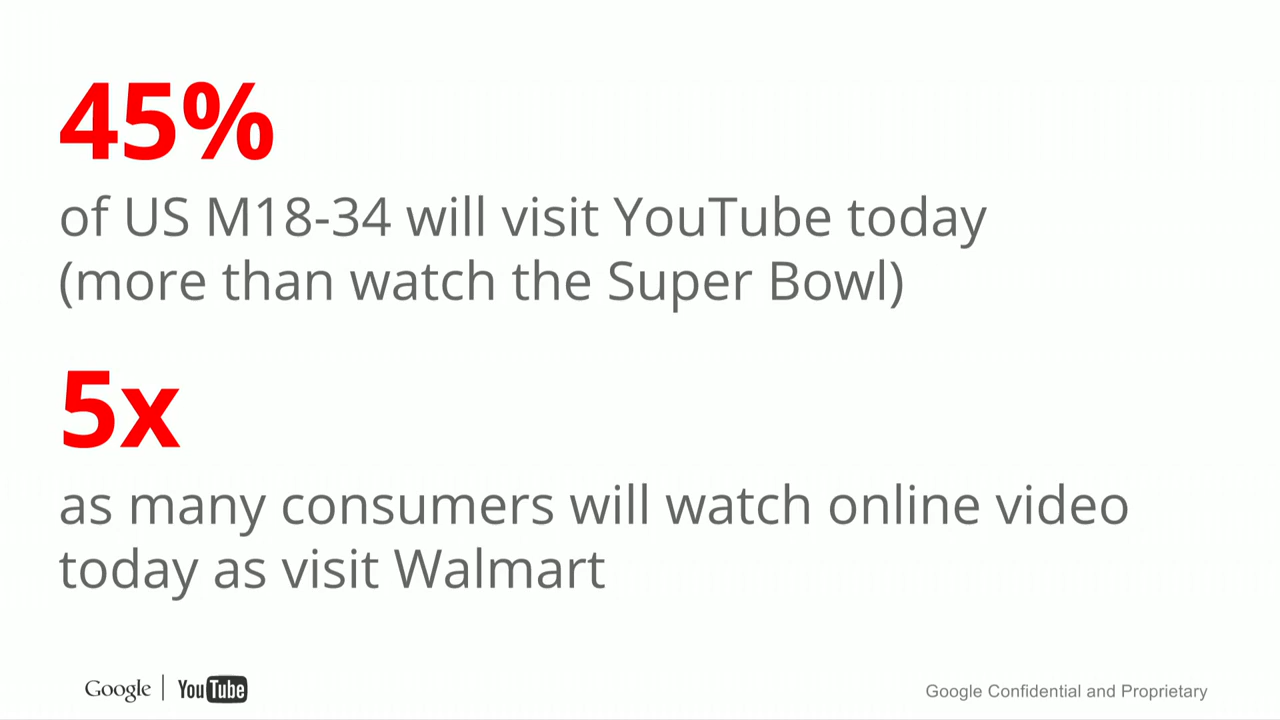 45%
of US M18-34 will visit YouTube today
(more than watch the Super Bowl)
5x
as many consumers will watch online video
today as visit Walmart
Google | YouTube
Google Confidential and Proprietary